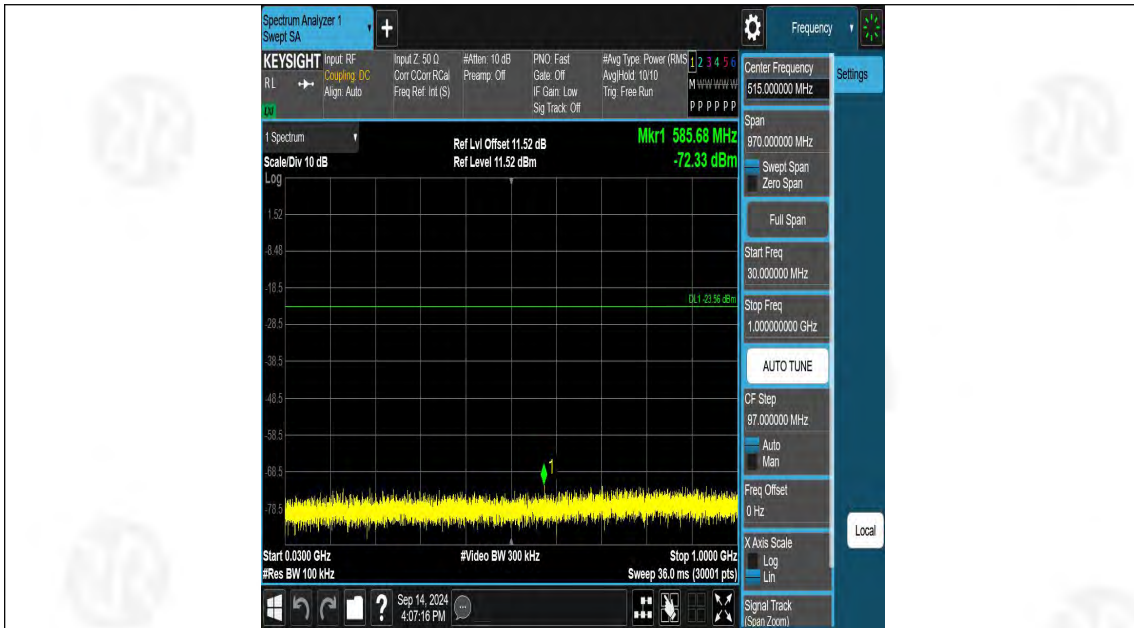 Spectrum Analyzer 1
Swept SA
+
Frequency
KEYSIGHT
RL
Input: RF
Coupling: DC
Align: Auto
Input Z: 50 Ω
Corr CCorr RCal
Freq Ref: Int (S)
#Atten: 10 dB
Preamp: Off
PNO: Fast
Gate: Off
IF Gain: Low
Sig Track: Off
#Avg Type: Power (RMS
Avg|Hold: 10/10
Trig: Free Run
1 2 3 4 5 6
M W W W W W
P P P P P P
1 Spectrum
Scale/Div 10 dB
Ref Lvl Offset 11.52 dB
Ref Level 11.52 dBm
Mkr1 585.68 MHz
-72.33 dBm
Log
1.52
-8.48
-18.5
-28.5
-38.5
-48.5
-58.5
-68.5
-78.5
DL1 -23.56 dBm
1
Start 0.0300 GHz
#Video BW 300 kHz
Stop 1.0000 GHz
#Res BW 100 kHz
Sweep 36.0 ms (30001 pts)
?
Sep 14, 2024
4:07:16 PM
Center Frequency
515.000000 MHz
Span
970.000000 MHz
Swept Span
Zero Span
Full Span
Start Freq
30.000000 MHz
Stop Freq
1.000000000 GHz
AUTO TUNE
CF Step
97.000000 MHz
Auto
Man
Freq Offset
0 Hz
X Axis Scale
Log
Lin
Signal Track
(Span Zoom)
Settings
Local